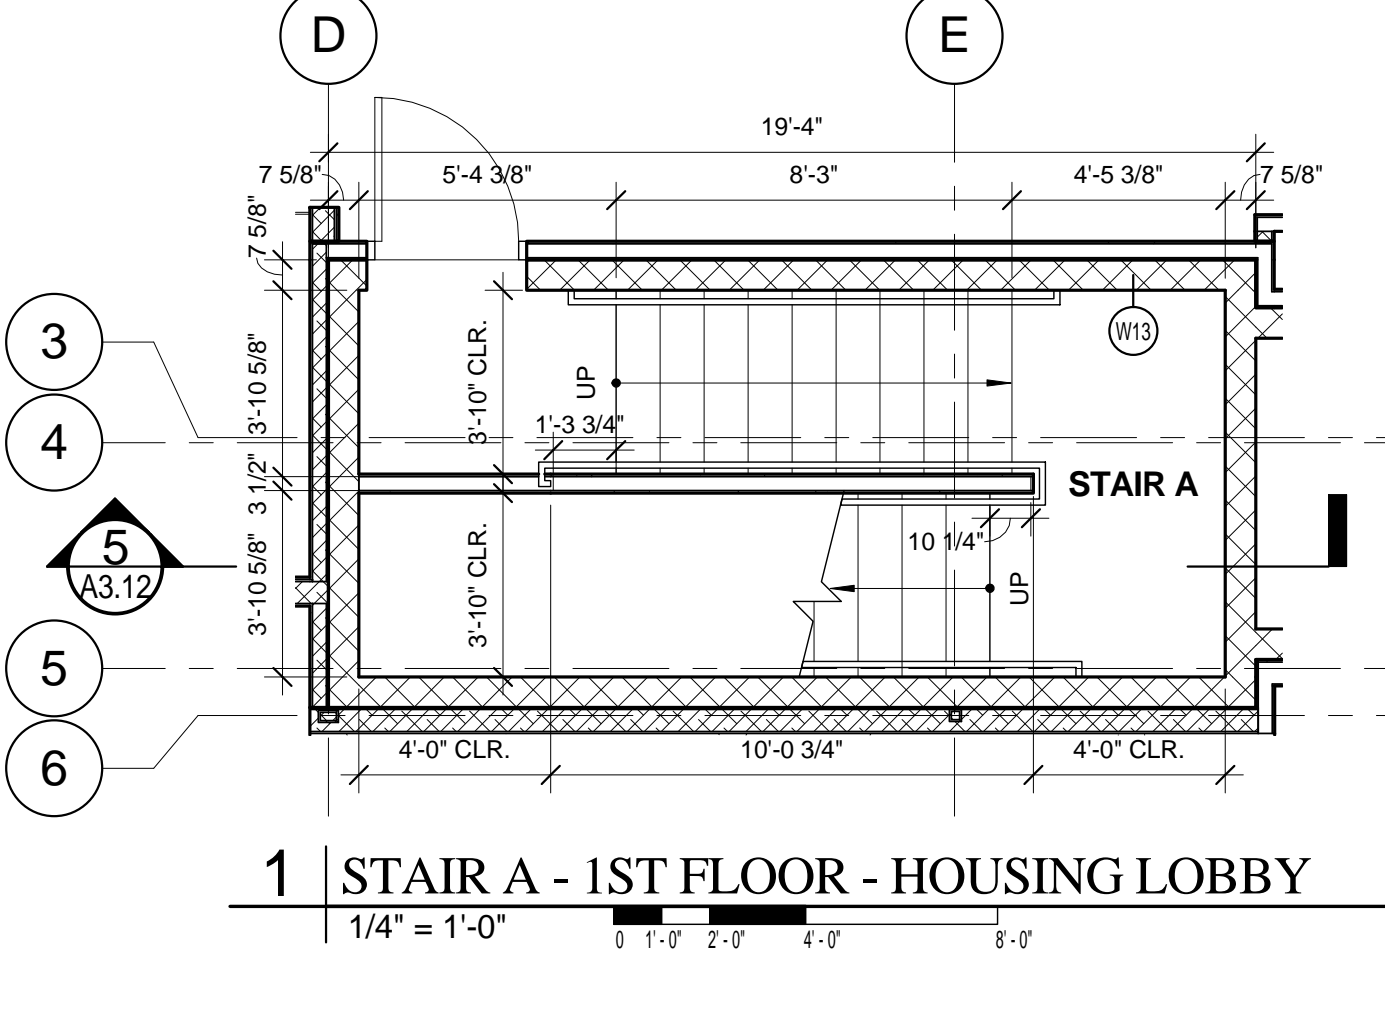 D
E
19'-4"
7 5/8"
5'-4 3/8"
8'-3"
4'-5 3/8"
7 5/8"
7 5/8"
3
W13
3'-10 5/8"
3'-10" CLR.
UP
1'-3 3/4"
4
3 1/2"
STAIR A
5
A3.12
10 1/4"
3'-10 5/8"
3'-10" CLR.
UP
5
6
4'-0" CLR.
10'-0 3/4"
4'-0" CLR.
1
STAIR A - 1ST FLOOR - HOUSING LOBBY
1/4" = 1'-0"
0 1'-0" 2'-0" 4'-0" 8'-0"